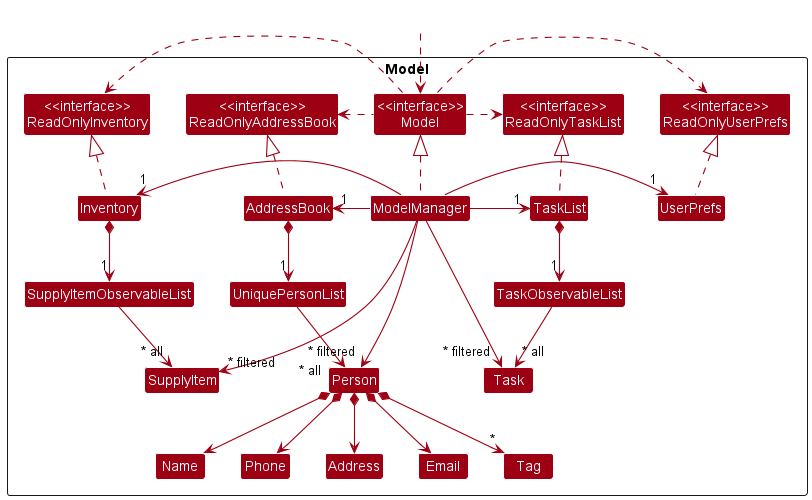 Model
<<interface>>
ReadOnlyInventory
<<interface>>
ReadOnlyAddressBook
<<interface>>
Model
<<interface>>
ReadOnlyTaskList
<<interface>>
ReadOnlyUserPrefs
1
1
1
1
Inventory
AddressBook
ModelManager
TaskList
UserPrefs
1
1
1
SupplyItemObservableList
UniquePersonList
TaskObservableList
* all
* filtered
* filtered
* all
* filtered
* all
SupplyItem
Person
Task
*
Name
Phone
Address
Email
Tag